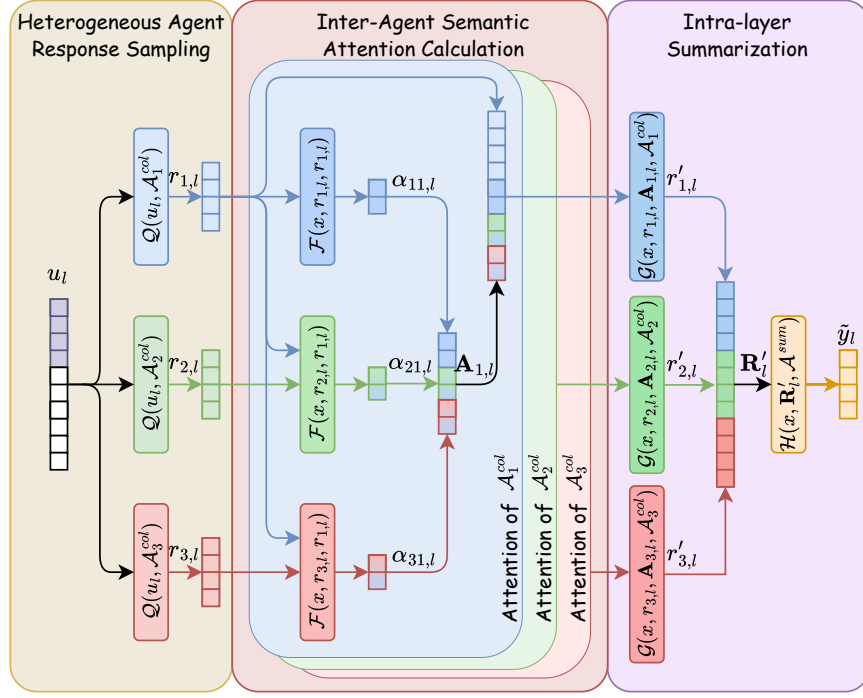 Heterogeneous Agent
Response Sampling
Inter-Agent Semantic
Attention Calculation
Intra-layer
Summarization
u_l
𝒬(u_l, 𝒜_1^{col})
r_{1,l}
ℱ(x, r_{1,l}, r_{1,l})
α_{11,l}
𝒢(x, r_{1,l}, 𝐀_{1,l}, 𝒜_1^{col})
r'_{1,l}
𝒬(u_l, 𝒜_2^{col})
r_{2,l}
ℱ(x, r_{2,l}, r_{1,l})
α_{21,l}
𝐀_{1,l}
𝒢(x, r_{2,l}, 𝐀_{2,l}, 𝒜_2^{col})
r'_{2,l}
𝐑'_l
ℋ(x, 𝐑'_l, 𝒜^{sum})
ỹ_l
𝒬(u_l, 𝒜_3^{col})
r_{3,l}
ℱ(x, r_{3,l}, r_{1,l})
α_{31,l}
Attention of 𝒜_1^{col}
Attention of 𝒜_2^{col}
Attention of 𝒜_3^{col}
𝒢(x, r_{3,l}, 𝐀_{3,l}, 𝒜_3^{col})
r'_{3,l}